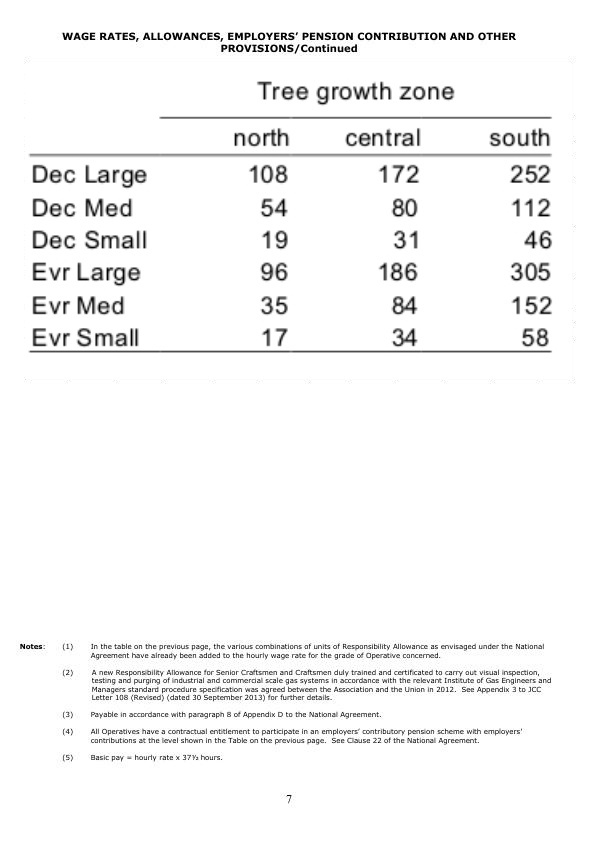 WAGE RATES, ALLOWANCES, EMPLOYERS’ PENSION CONTRIBUTION AND OTHER
PROVISIONS/Continued
Tree growth zone
north central south
Dec Large 108 172 252
Dec Med 54 80 112
Dec Small 19 31 46
Evr Large 96 186 305
Evr Med 35 84 152
Evr Small 17 34 58
Notes: (1) In the table on the previous page, the various combinations of units of Responsibility Allowance as envisaged under the National
Agreement have already been added to the hourly wage rate for the grade of Operative concerned.
(2) A new Responsibility Allowance for Senior Craftsmen and Craftsmen duly trained and certificated to carry out visual inspection,
testing and purging of industrial and commercial scale gas systems in accordance with the relevant Institute of Gas Engineers and
Managers standard procedure specification was agreed between the Association and the Union in 2012. See Appendix 3 to JCC
Letter 108 (Revised) (dated 30 September 2013) for further details.
(3) Payable in accordance with paragraph 8 of Appendix D to the National Agreement.
(4) All Operatives have a contractual entitlement to participate in an employers’ contributory pension scheme with employers’
contributions at the level shown in the Table on the previous page. See Clause 22 of the National Agreement.
(5) Basic pay = hourly rate x 37½ hours.
7